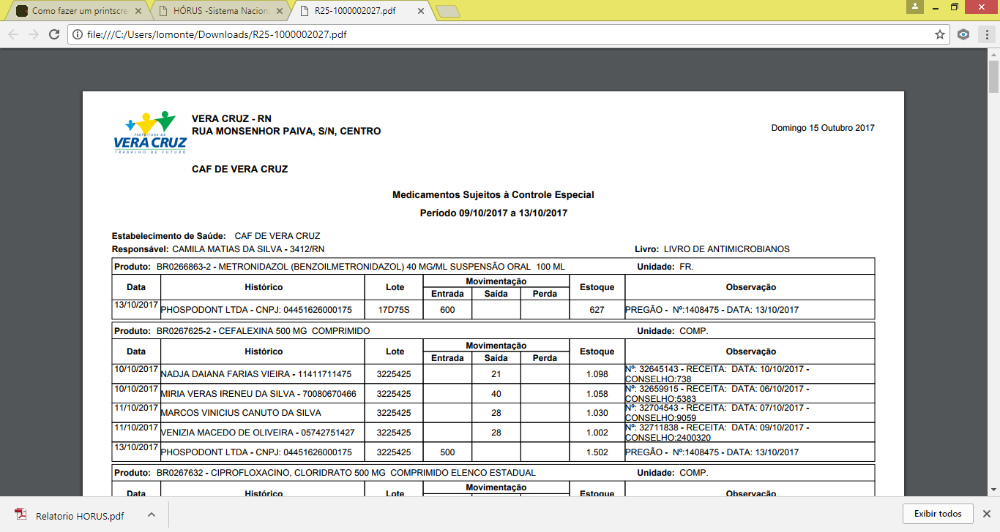 Como fazer um printscre
HÓRUS -Sistema Naciona
R25-1000002027.pdf
file:///C:/Users/lomonte/Downloads/R25-1000002027.pdf
PREFEITURA DE
VERA CRUZ
TRABALHO DE FUTURO
VERA CRUZ - RN
RUA MONSENHOR PAIVA, S/N, CENTRO
Domingo 15 Outubro 2017
CAF DE VERA CRUZ
Medicamentos Sujeitos à Controle Especial
Período 09/10/2017 a 13/10/2017
Estabelecimento de Saúde: CAF DE VERA CRUZ
Responsável: CAMILA MATIAS DA SILVA - 3412/RN Livro: LIVRO DE ANTIMICROBIANOS
Produto: BR0266863-2 - METRONIDAZOL (BENZOILMETRONIDAZOL) 40 MG/ML SUSPENSÃO ORAL 100 ML Unidade: FR.
Data Histórico Lote Movimentação Estoque Observação
Entrada Saída Perda
13/10/2017 PHOSPODONT LTDA - CNPJ: 04451626000175 17D75S 600 627 PREGÃO - Nº:1408475 - DATA: 13/10/2017
Produto: BR0267625-2 - CEFALEXINA 500 MG COMPRIMIDO Unidade: COMP.
Data Histórico Lote Movimentação Estoque Observação
Entrada Saída Perda
10/10/2017 NADJA DAIANA FARIAS VIEIRA - 11411711475 3225425 21 1.098 Nº: 32645143 - RECEITA: DATA: 10/10/2017 -
CONSELHO:738
10/10/2017 MIRIA VERAS IRENEU DA SILVA - 70080670466 3225425 40 1.058 Nº: 32659915 - RECEITA: DATA: 06/10/2017 -
CONSELHO:5383
11/10/2017 MARCOS VINICIUS CANUTO DA SILVA 3225425 28 1.030 Nº: 32704543 - RECEITA: DATA: 07/10/2017 -
CONSELHO:9059
11/10/2017 VENIZIA MACEDO DE OLIVEIRA - 05742751427 3225425 28 1.002 Nº: 32711838 - RECEITA: DATA: 09/10/2017 -
CONSELHO:2400320
13/10/2017 PHOSPODONT LTDA - CNPJ: 04451626000175 3225425 500 1.502 PREGÃO - Nº:1408475 - DATA: 13/10/2017
Produto: BR0267632 - CIPROFLOXACINO, CLORIDRATO 500 MG COMPRIMIDO ELENCO ESTADUAL Unidade: COMP.
Data Histórico Lote Movimentação Estoque Observação
Relatorio HORUS.pdf
Exibir todos